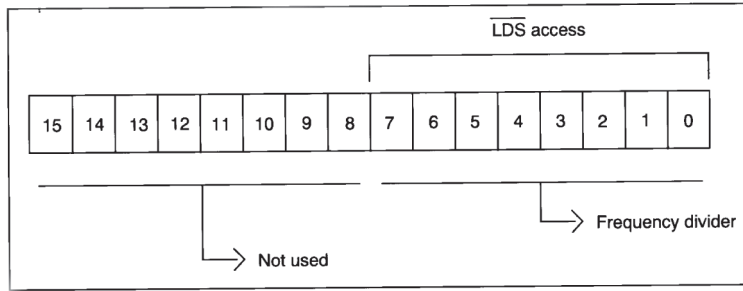 LDS access
15 14 13 12 11 10 9 8 7 6 5 4 3 2 1 0
Frequency divider
Not used